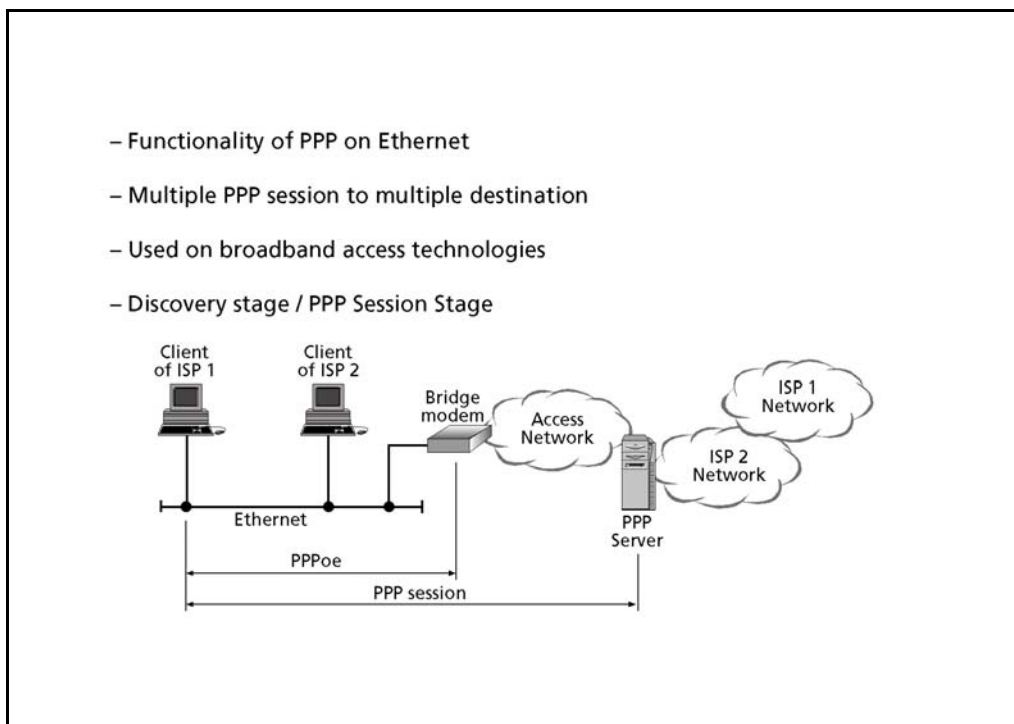 – Functionality of PPP on Ethernet
– Multiple PPP session to multiple destination
– Used on broadband access technologies
– Discovery stage / PPP Session Stage
Client
of ISP 1
Client
of ISP 2
Bridge
modem
Access
Network
ISP 1
Network
ISP 2
Network
Ethernet
PPP
Server
PPPoe
PPP session